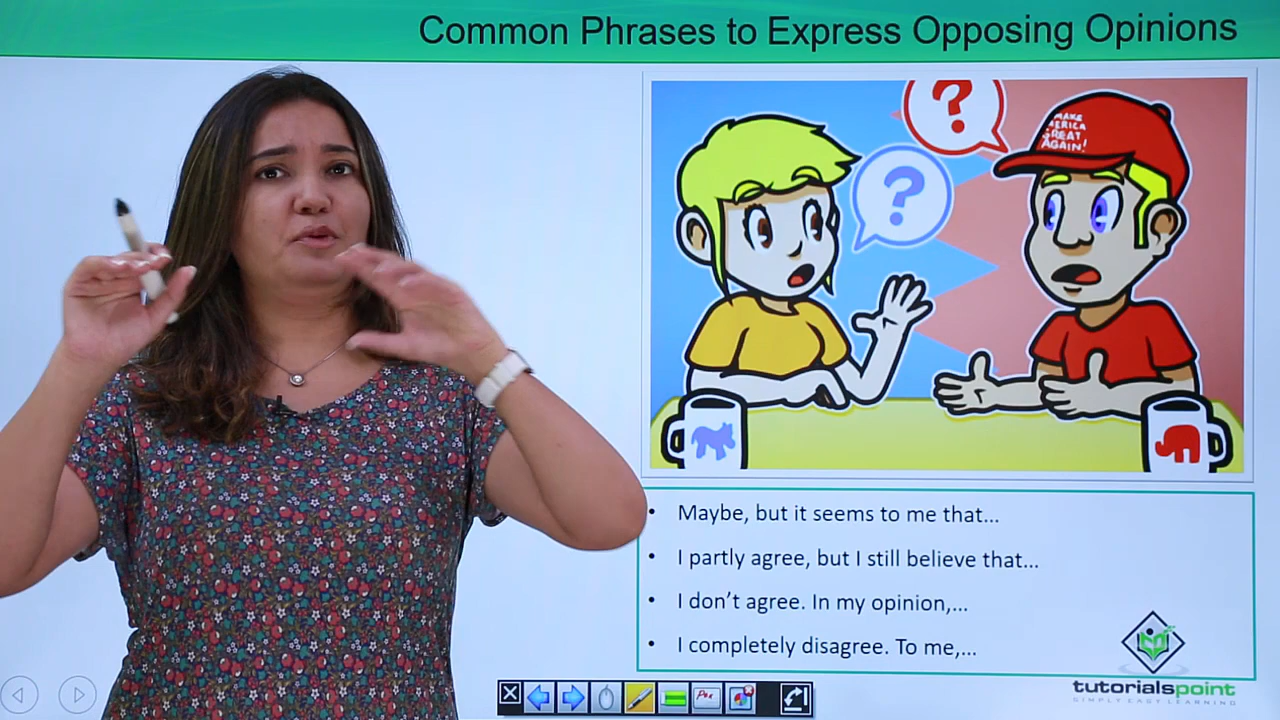 Common Phrases to Express Opposing Opinions
?
?
MAKE
AMERICA
GREAT
AGAIN!
• Maybe, but it seems to me that...
• I partly agree, but I still believe that...
• I don't agree. In my opinion,...
• I completely disagree. To me,...
tutorialspoint
SIMPLY EASY LEARNING
Pen